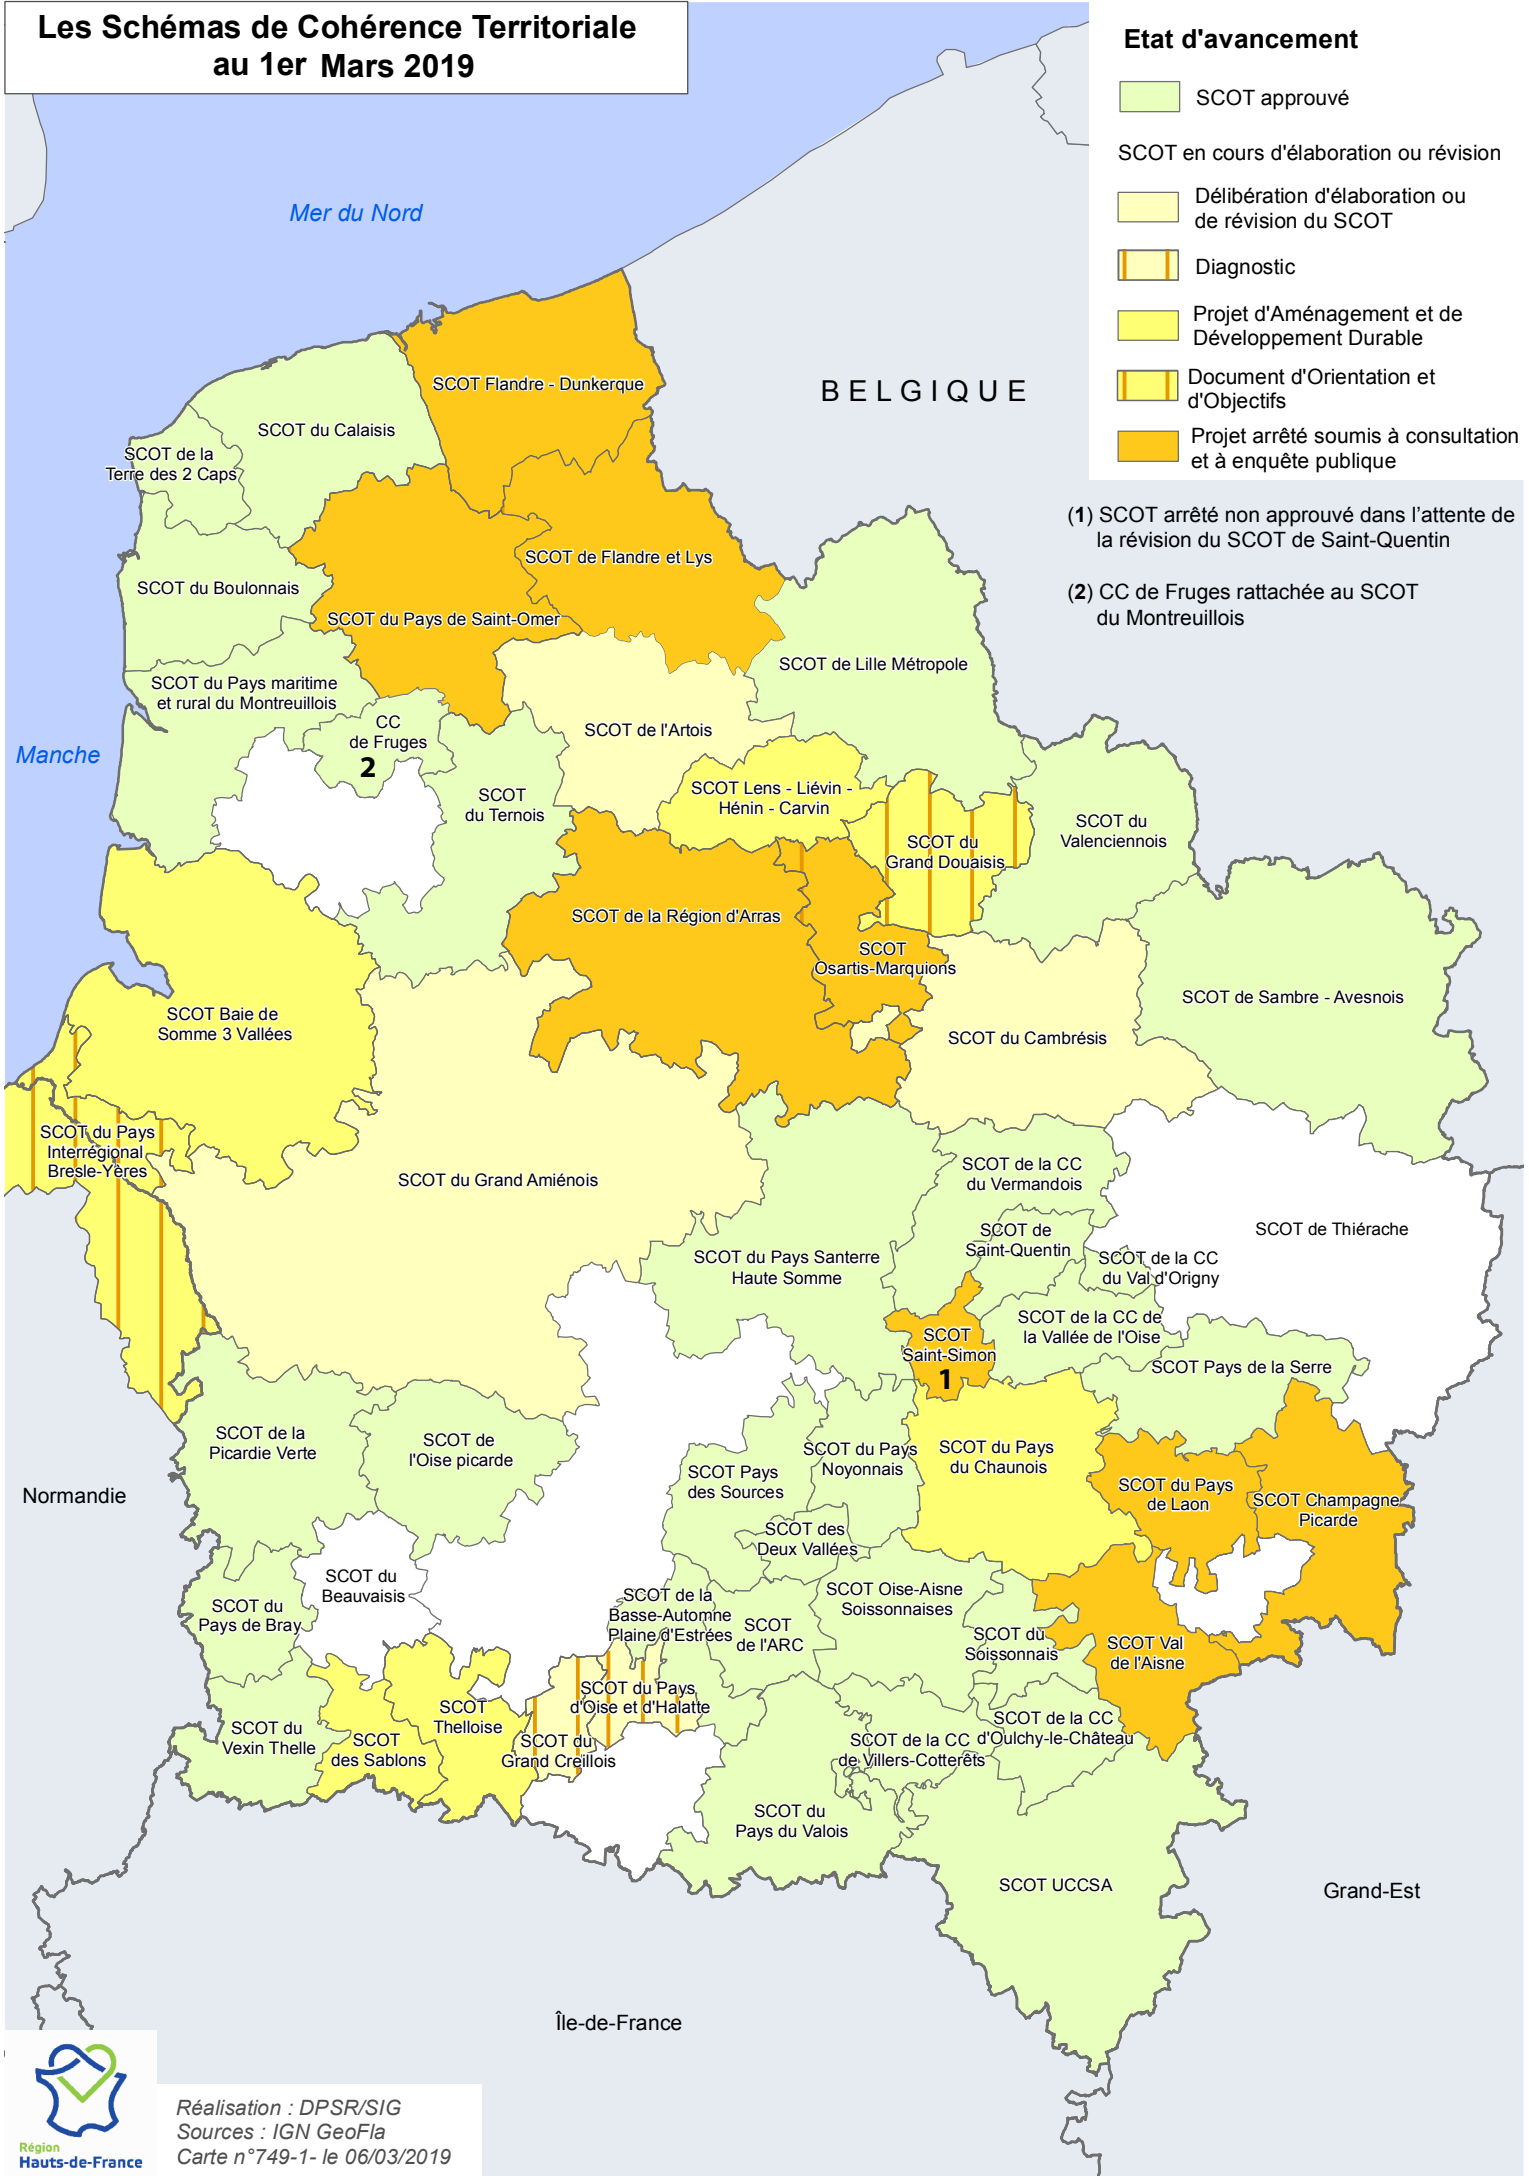 Les Schémas de Cohérence Territoriale
au 1er Mars 2019
Etat d'avancement
SCOT approuvé
SCOT en cours d'élaboration ou révision
Délibération d'élaboration ou
de révision du SCOT
Diagnostic
Projet d'Aménagement et de
Développement Durable
Document d'Orientation et
d'Objectifs
Projet arrêté soumis à consultation
et à enquête publique
(1) SCOT arrêté non approuvé dans l'attente de
la révision du SCOT de Saint-Quentin
(2) CC de Fruges rattachée au SCOT
du Montreuillois
Mer du Nord
BELGIQUE
Manche
SCOT Flandre - Dunkerque
SCOT du Calaisis
SCOT de la
Terre des 2 Caps
SCOT de Flandre et Lys
SCOT du Boulonnais
SCOT du Pays de Saint-Omer
SCOT de Lille Métropole
SCOT du Pays maritime
et rural du Montreuillois
CC
de Fruges
2
SCOT de l'Artois
SCOT
du Ternois
SCOT Lens - Liévin -
Hénin - Carvin
SCOT du
Grand Douaisis
SCOT du
Valenciennois
SCOT de la Région d'Arras
SCOT
Osartis-Marquions
SCOT de Sambre - Avesnois
SCOT Baie de
Somme 3 Vallées
SCOT du Cambrésis
SCOT du Pays
Interrégional
Bresle-Yères
SCOT du Grand Amiénois
SCOT de la CC
du Vermandois
SCOT de
Saint-Quentin
SCOT de Thiérache
SCOT du Pays Santerre
Haute Somme
SCOT de la CC
du Val d'Origny
SCOT de la CC de
la Vallée de l'Oise
SCOT
Saint-Simon
1
SCOT Pays de la Serre
SCOT de la
Picardie Verte
SCOT de
l'Oise picarde
SCOT du Pays
Noyonnais
SCOT du Pays
du Chaunois
SCOT Pays
des Sources
SCOT du Pays
de Laon
SCOT Champagne
Picarde
Normandie
SCOT des
Deux Vallées
SCOT du
Beauvaisis
SCOT du
Pays de Bray
SCOT de la
Basse-Automne
Plaine d'Estrées
SCOT
de l'ARC
SCOT Oise-Aisne
Soissonnaises
SCOT du
Soissonnais
SCOT Val
de l'Aisne
SCOT du Pays
d'Oise et d'Halatte
SCOT
Thelloise
SCOT du
Vexin Thelle
SCOT
des Sablons
SCOT du
Grand Creillois
SCOT de la CC
de Villers-Cotterêts
SCOT de la CC
d'Oulchy-le-Château
SCOT du
Pays du Valois
SCOT UCCSA
Grand-Est
Île-de-France
Région
Hauts-de-France
Réalisation : DPSR/SIG
Sources : IGN GeoFla
Carte n°749-1- le 06/03/2019